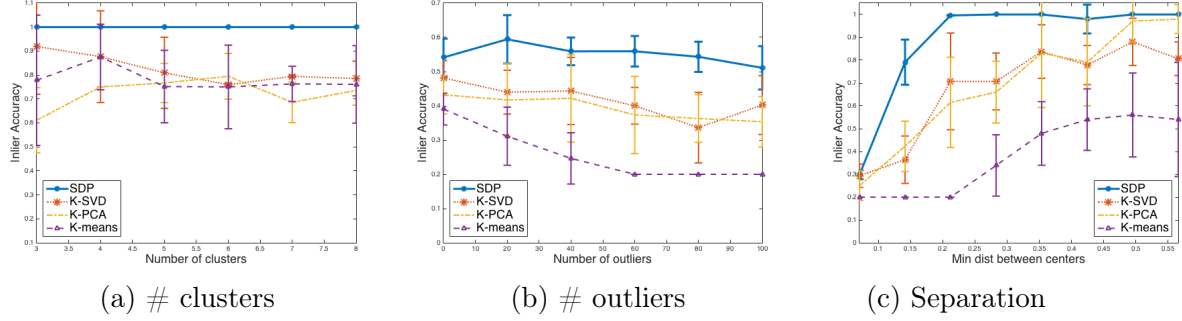 1
0.9
0.8
0.7
0.6
0.5
0.4
0.3
0.2
0.1
Inlier Accuracy
SDP
K-SVD
K-PCA
K-means
3 3.5 4 4.5 5 5.5 6 6.5 7 7.5 8
Number of clusters
(a) # clusters
0.7
0.6
0.5
0.4
0.3
0.2
0.1
0
Inlier Accuracy
SDP
K-SVD
K-PCA
K-means
0 20 40 60 80 100
Number of outliers
(b) # outliers
1
0.9
0.8
0.7
0.6
0.5
0.4
0.3
0.2
0.1
0
Inlier Accuracy
SDP
K-SVD
K-PCA
K-means
0.1 0.15 0.2 0.25 0.3 0.35 0.4 0.45 0.5 0.55
Min dist between centers
(c) Separation